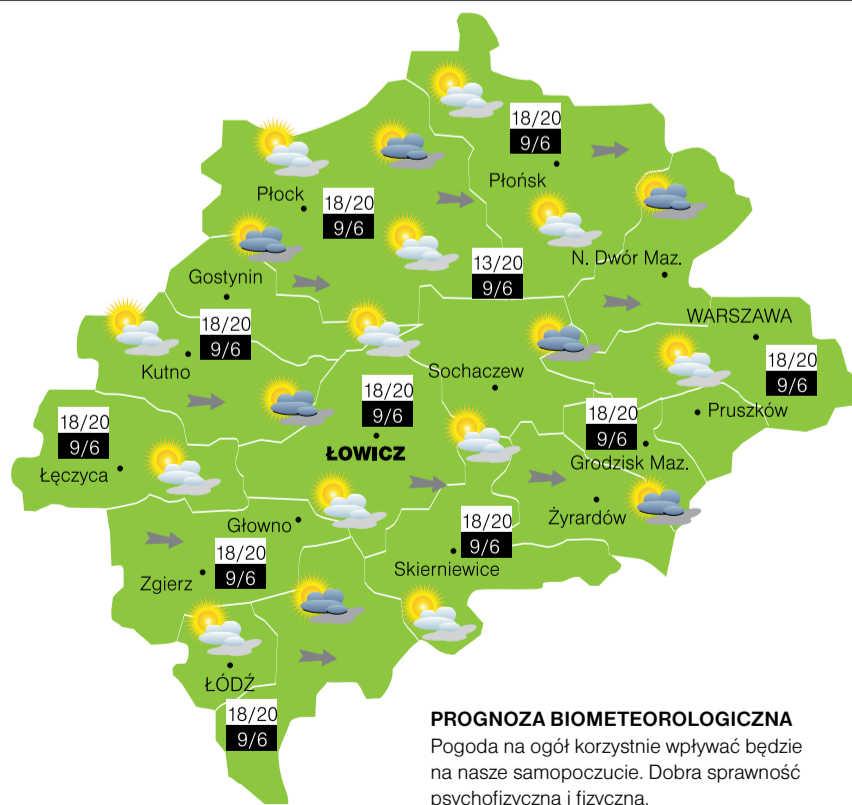 18/20
9/6
Płońsk
Płock
18/20
9/6
13/20
9/6
N. Dwór Maz.
Gostynin
WARSZAWA
18/20
9/6
Kutno
18/20
9/6
Sochaczew
18/20
9/6
ŁOWICZ
Pruszków
18/20
9/6
Grodzisk Maz.
18/20
9/6
Łęczyca
Żyrardów
Głowno
18/20
9/6
Skierniewice
18/20
9/6
Zgierz
ŁÓDŹ
18/20
9/6
PROGNOZA BIOMETEOROLOGICZNA
Pogoda na ogół korzystnie wpływać będzie
na nasze samopoczucie. Dobra sprawność
psychofizyczna i fizyczna.